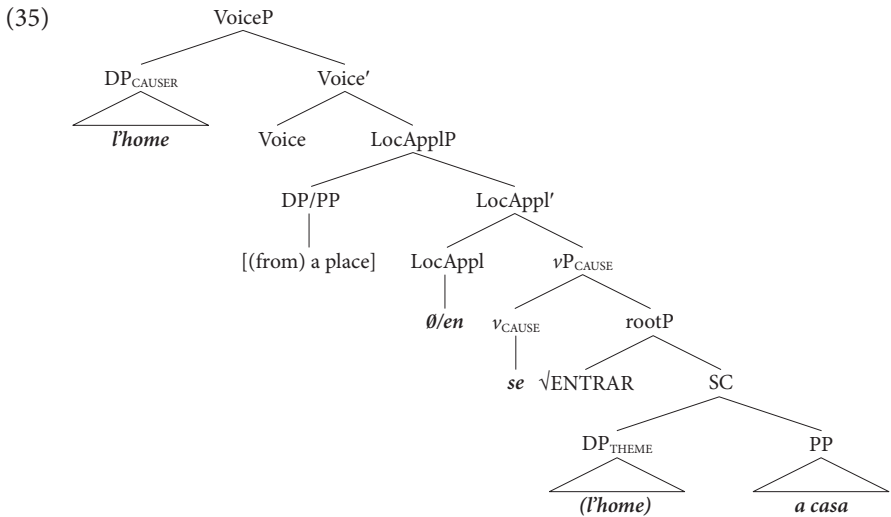 (35)
VoiceP
DP_CAUSER Voice′
l'home Voice LocApplP
DP/PP LocAppl′
[(from) a place] LocAppl vP_CAUSE
Ø/en v_CAUSE rootP
se √ENTRAR SC
DP_THEME PP
(l'home) a casa